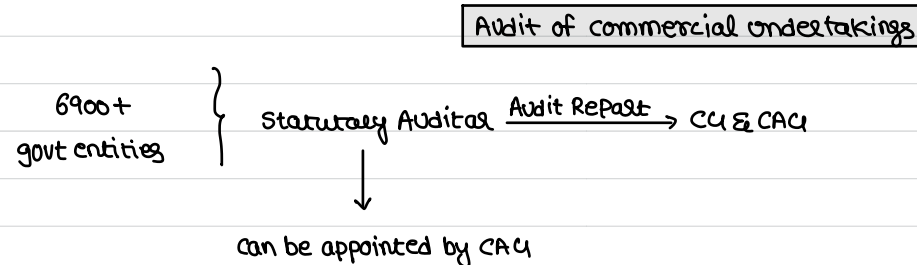 Audit of commercial undertakings
6900+
govt entities
Statutory Auditor
Audit Report
CG & CAG
can be appointed by CAG